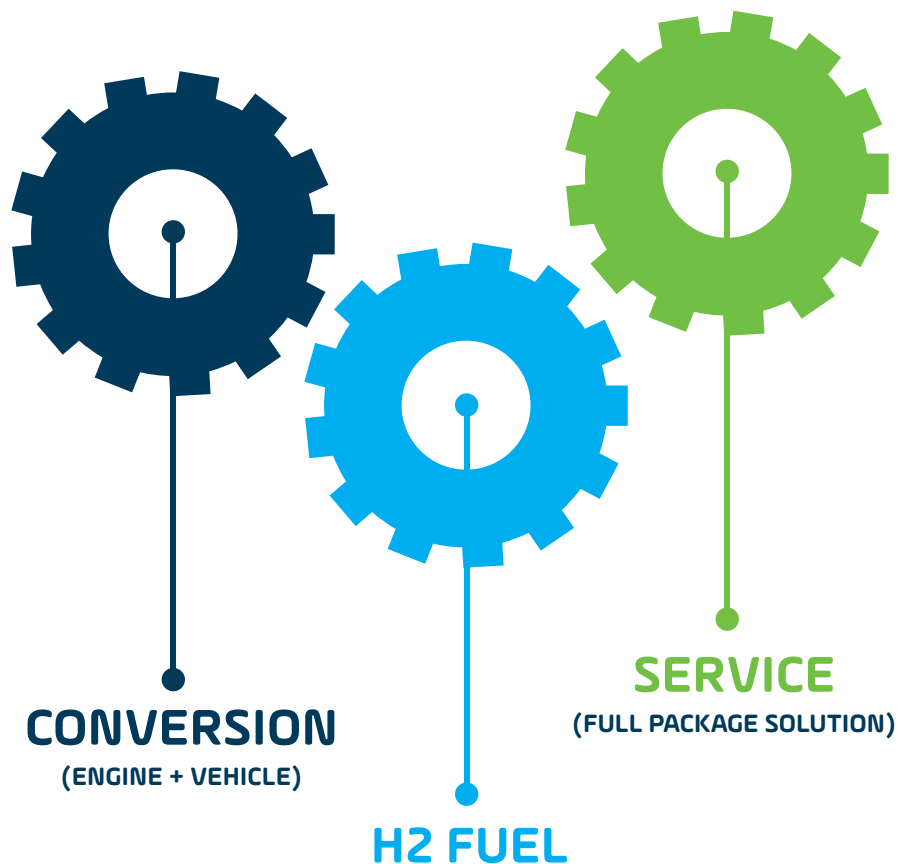 CONVERSION
(ENGINE + VEHICLE)
H2 FUEL
SERVICE
(FULL PACKAGE SOLUTION)